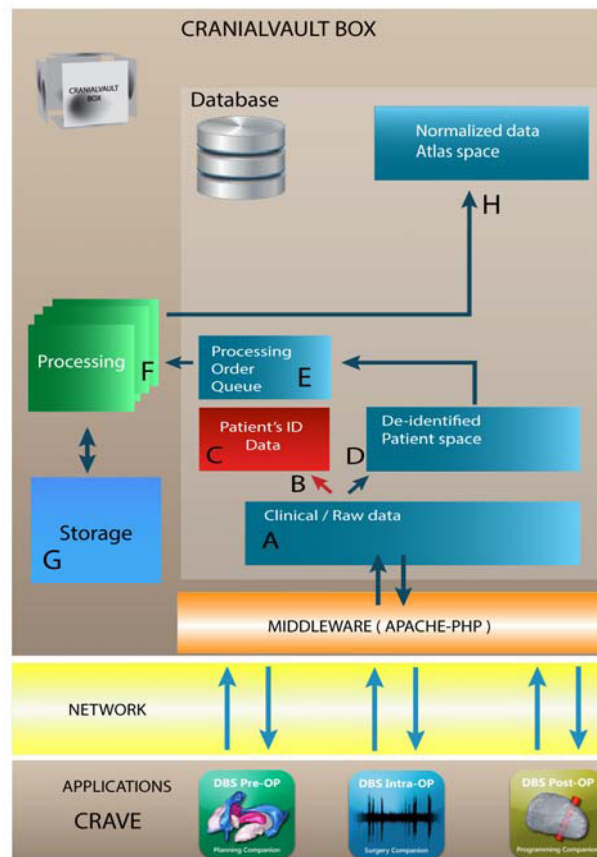 CRANIALVAULT BOX
CRANIALVAULT
BOX
Database
Normalized data
Atlas space
H
Processing
F
Processing
Order
Queue
E
Patient's ID
Data
C
De-identified
Patient space
D
B
Clinical / Raw data
A
Storage
G
MIDDLEWARE ( APACHE-PHP )
NETWORK
APPLICATIONS
CRAVE
DBS Pre-OP
Planning Companion
DBS Intra-OP
Surgery Companion
DBS Post-OP
Programming Companion